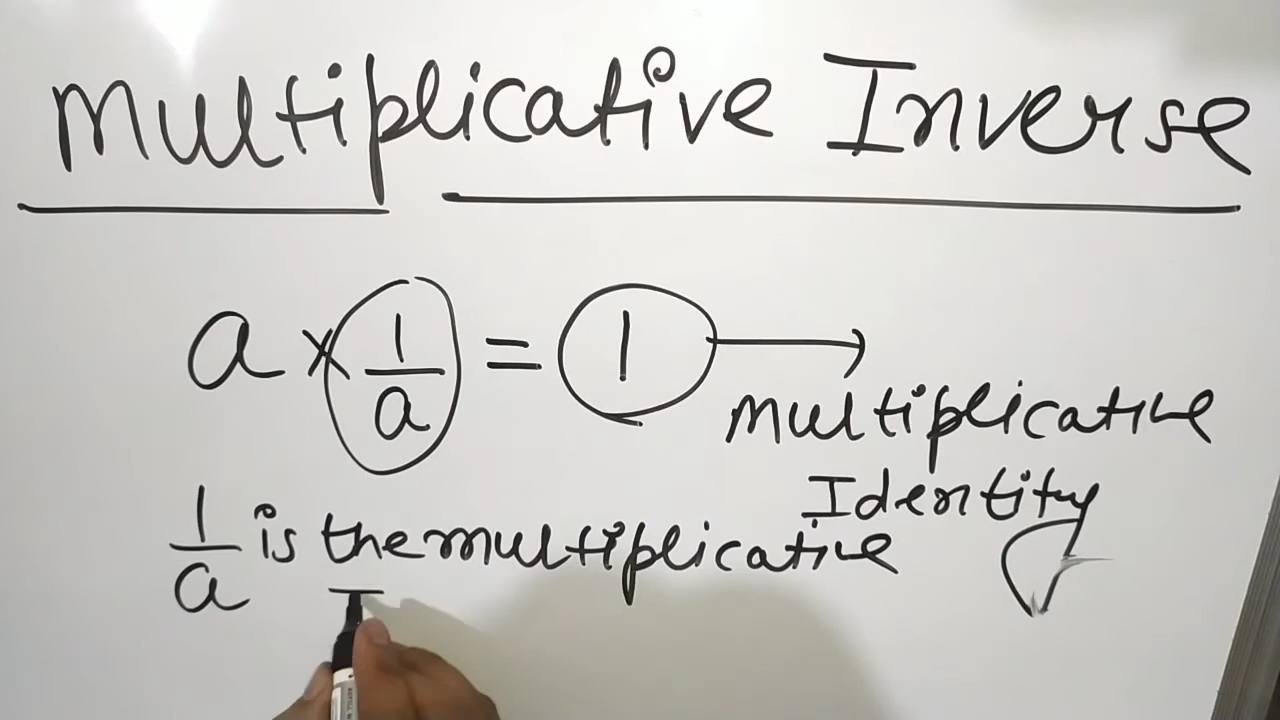 Multiplicative Inverse
a × 1/a = 1 →
Multiplicative
Identity
1/a is the multiplicative
I